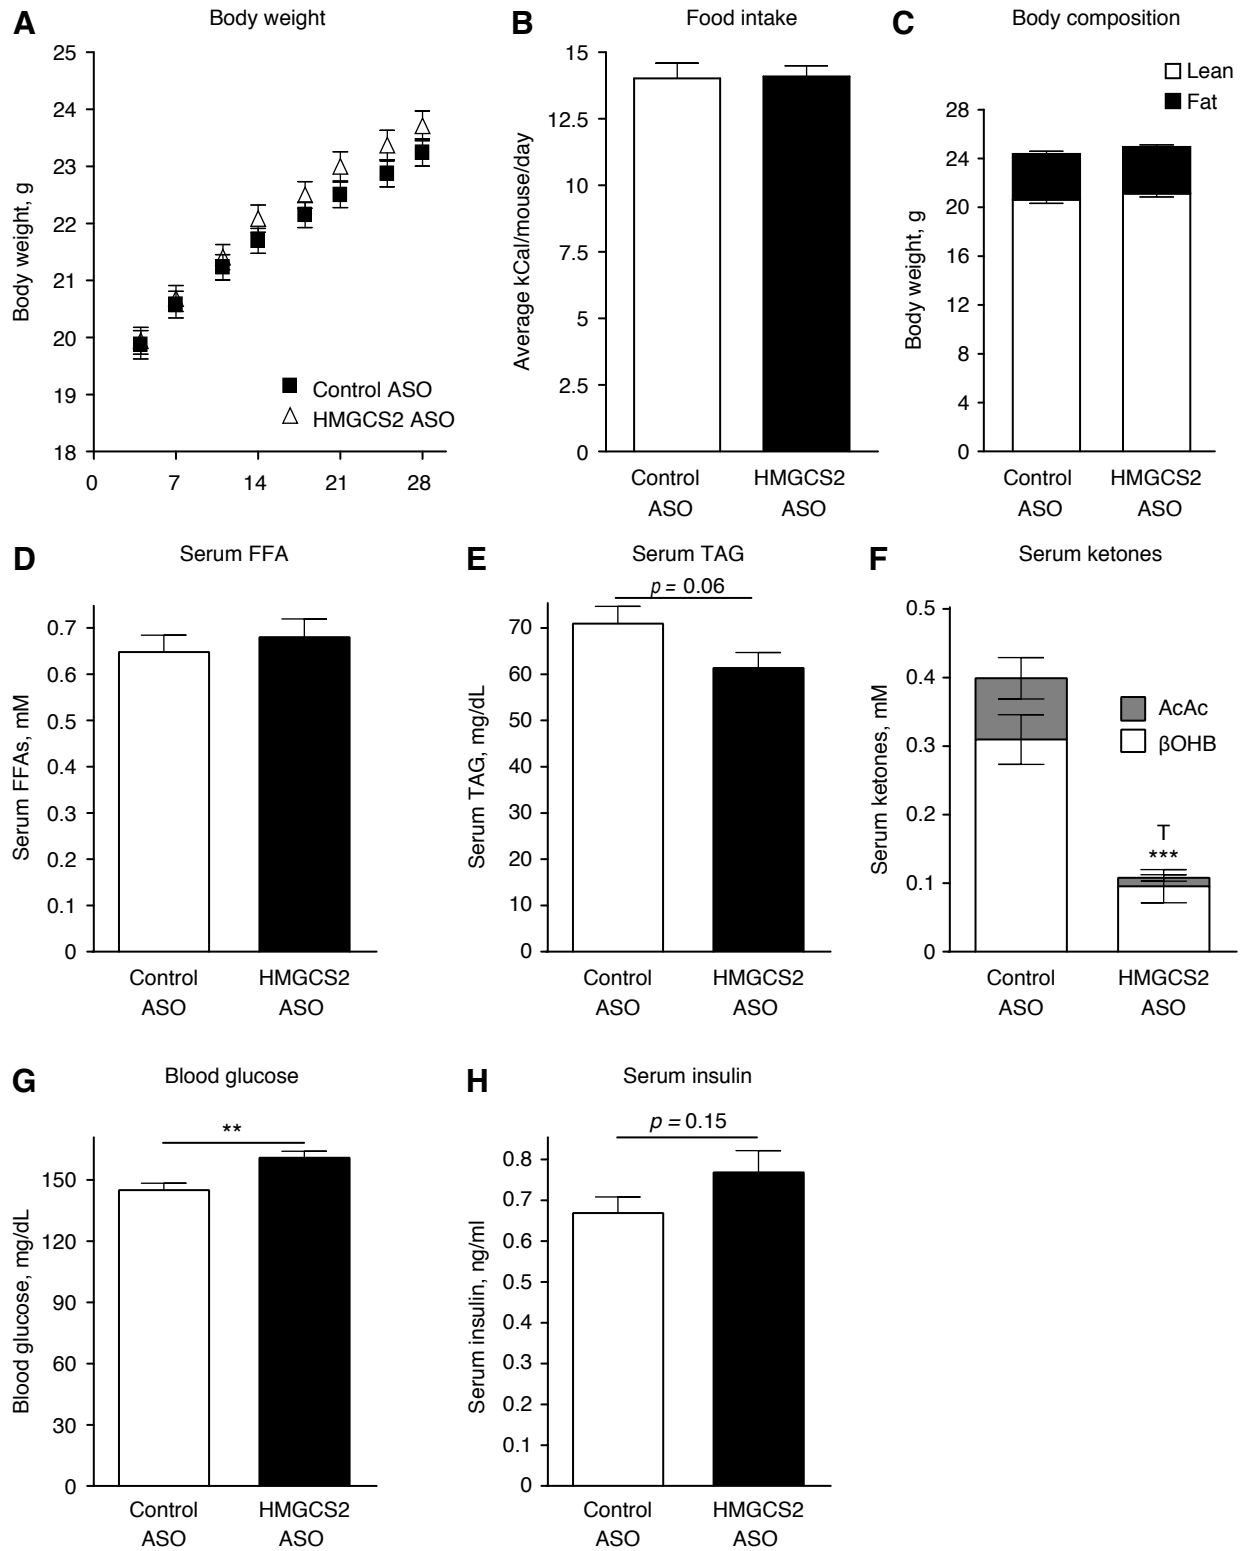 A
Body weight
Body weight, g
25
24
23
22
21
20
19
18
0
7
14
21
28
Control ASO
HMGCS2 ASO
B
Food intake
Average kCal/mouse/day
15
12.5
10
7.5
5
2.5
0
Control
ASO
HMGCS2
ASO
C
Body composition
Lean
Fat
Body weight, g
28
24
20
16
12
8
4
0
Control
ASO
HMGCS2
ASO
D
Serum FFA
Serum FFAs, mM
0.7
0.6
0.5
0.4
0.3
0.2
0.1
0
Control
ASO
HMGCS2
ASO
E
Serum TAG
p = 0.06
Serum TAG, mg/dL
70
60
50
40
30
20
10
0
Control
ASO
HMGCS2
ASO
F
Serum ketones
Serum ketones, mM
0.5
0.4
0.3
0.2
0.1
0
AcAc
βOHB
T
***
Control
ASO
HMGCS2
ASO
G
Blood glucose
**
Blood glucose, mg/dL
150
120
90
60
30
0
Control
ASO
HMGCS2
ASO
H
Serum insulin
p = 0.15
Serum insulin, ng/ml
0.8
0.7
0.6
0.5
0.4
0.3
0.2
0.1
0
Control
ASO
HMGCS2
ASO